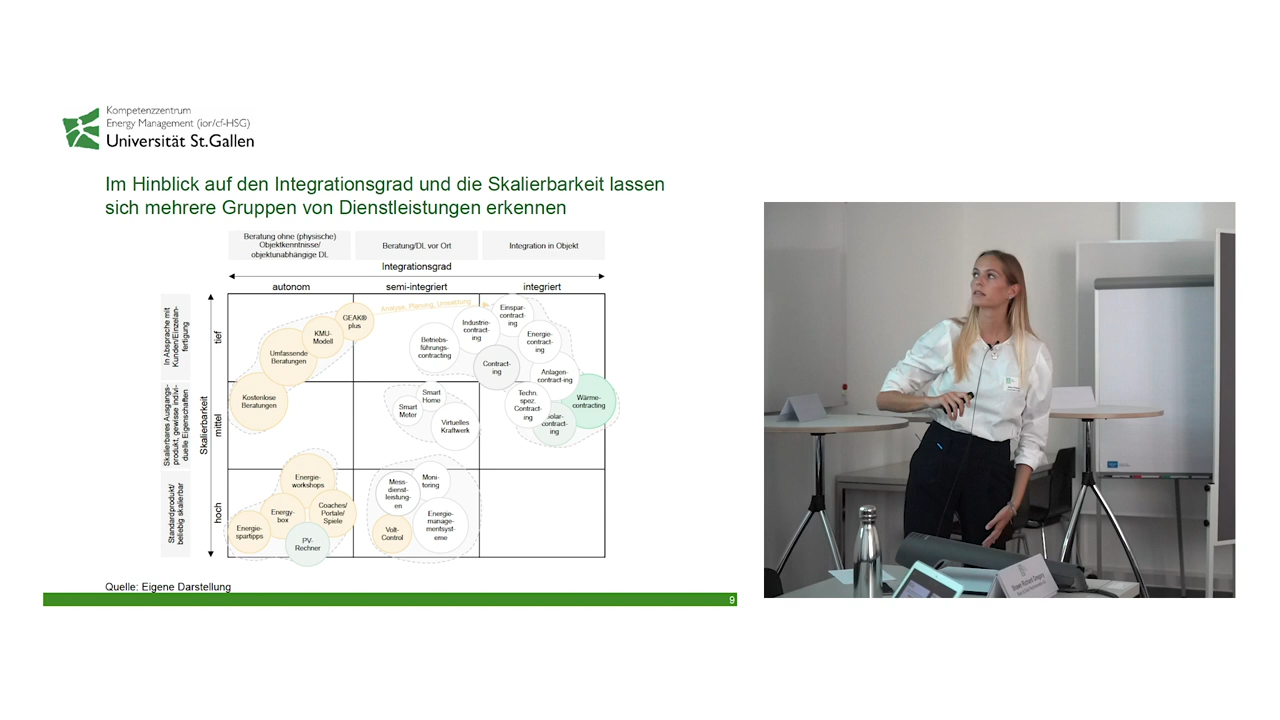 Kompetenzzentrum
Energy Management (ior/cf-HSG)
Universität St.Gallen
Im Hinblick auf den Integrationsgrad und die Skalierbarkeit lassen
sich mehrere Gruppen von Dienstleistungen erkennen
Beratung ohne (physische)
Objektkenntnisse/
objektunabhängige DL
Beratung/DL vor Ort
Integration in Objekt
Integrationsgrad
autonom
semi-integriert
integriert
Skalierbarkeit
In Absprache mit
Kunden/Einzelan-
fertigung
tief
Skalierbares Ausgangs-
produkt, gewisse indivi-
duelle Eigenschaften
mittel
Standardprodukt/
beliebig skalierbar
hoch
Analyse, Planung, Umsetzung
GEAK®
plus
KMU-
Modell
Umfassende
Beratungen
Kostenlose
Beratungen
Einspar-
contract-
ing
Industrie-
contract-
ing
Energie-
contract-
ing
Betriebs-
führungs-
contracting
Contract-
ing
Anlagen-
contract-ing
Techn.
spez.
Contract-
ing
Wärme-
contracting
Solar-
contract-
ing
Smart
Home
Smart
Meter
Virtuelles
Kraftwerk
Energie-
workshops
Energy-
box
Coaches/
Portale/
Spiele
Energie-
spartipps
PV-
Rechner
Mess-
dienst-
leistung-
en
Moni-
toring
Volt-
Control
Energie-
manage-
mentsyst-
eme
Quelle: Eigene Darstellung
9